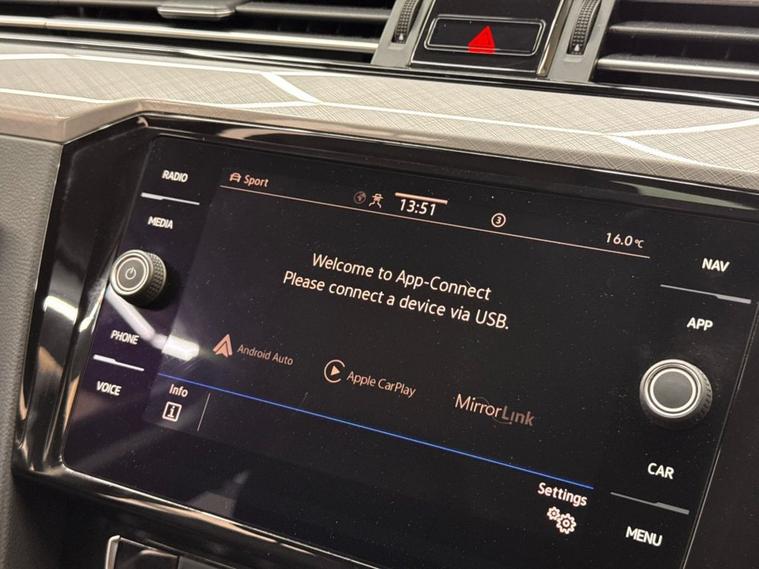 RADIO
MEDIA
PHONE
VOICE
Sport
13:51
3
16.0°C
Welcome to App-Connect
Please connect a device via USB.
Android Auto
Apple CarPlay
MirrorLink
Info
i
Settings
NAV
APP
CAR
MENU